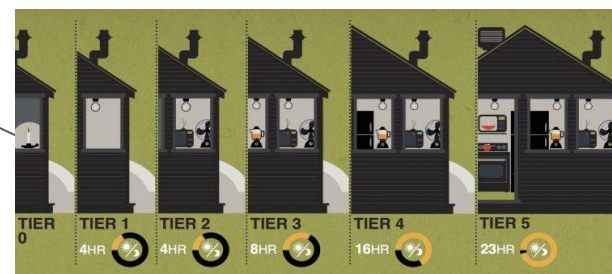 TIER
0
TIER 1
4HR
TIER 2
4HR
TIER 3
8HR
TIER 4
16HR
TIER 5
23HR